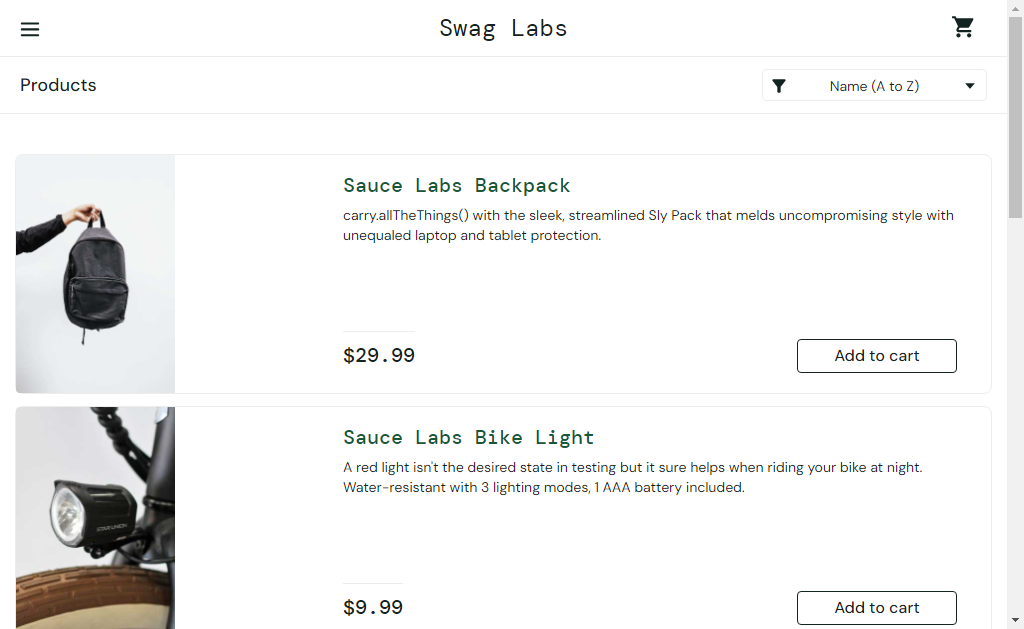 Swag Labs
Products
Name (A to Z)
Sauce Labs Backpack
carry.allTheThings() with the sleek, streamlined Sly Pack that melds uncompromising style with
unequaled laptop and tablet protection.
$29.99
Add to cart
Sauce Labs Bike Light
A red light isn't the desired state in testing but it sure helps when riding your bike at night.
Water-resistant with 3 lighting modes, 1 AAA battery included.
$9.99
Add to cart